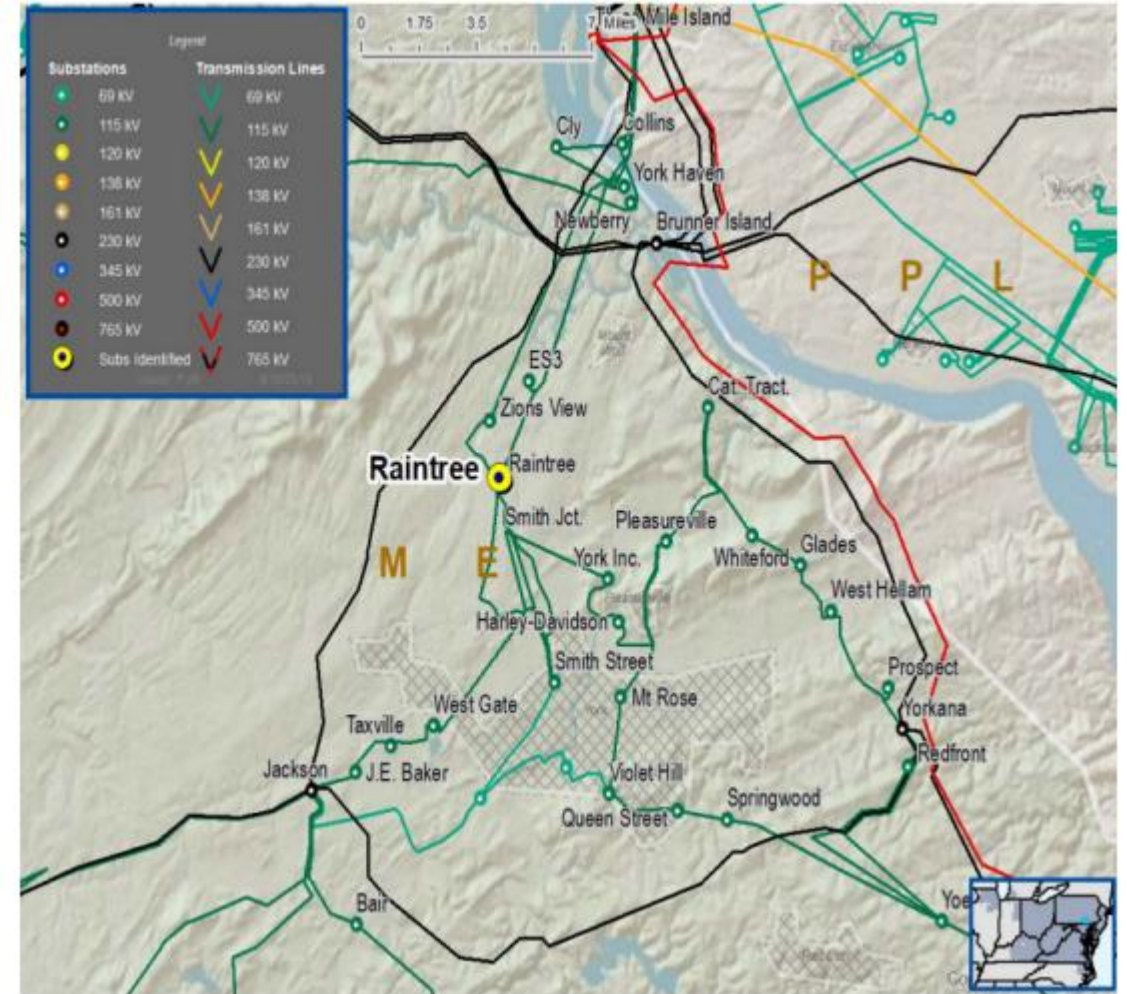 Legend
Substations
Transmission Lines
69 kV
69 kV
115 kV
115 kV
120 kV
120 kV
138 kV
138 kV
161 kV
161 kV
230 kV
230 kV
345 kV
345 kV
500 kV
500 kV
765 kV
765 kV
Subs Identified
0 1.75 3.5 7 Miles
Mile Island
Cly
Collins
York Haven
Newberry
Brunner Island
P P L
ES3
Zions View
Cat. Tract.
Raintree
Raintree
Smith Jct.
Pleasureville
M E
York Inc.
Whiteford
Glades
West Hellam
Harley-Davidson
Smith Street
Prospect
Mt Rose
West Gate
Yorkana
Taxville
Redfront
Jackson
J.E. Baker
Violet Hill
Springwood
Queen Street
Bair
Yoe